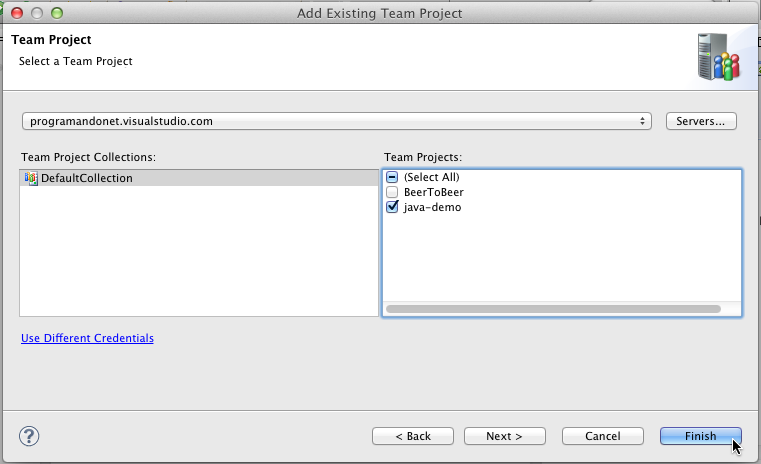 Add Existing Team Project
Team Project
Select a Team Project
programandonet.visualstudio.com
Servers...
Team Project Collections:
Team Projects:
DefaultCollection
(Select All)
BeerToBeer
java-demo
Use Different Credentials
?
< Back
Next >
Cancel
Finish